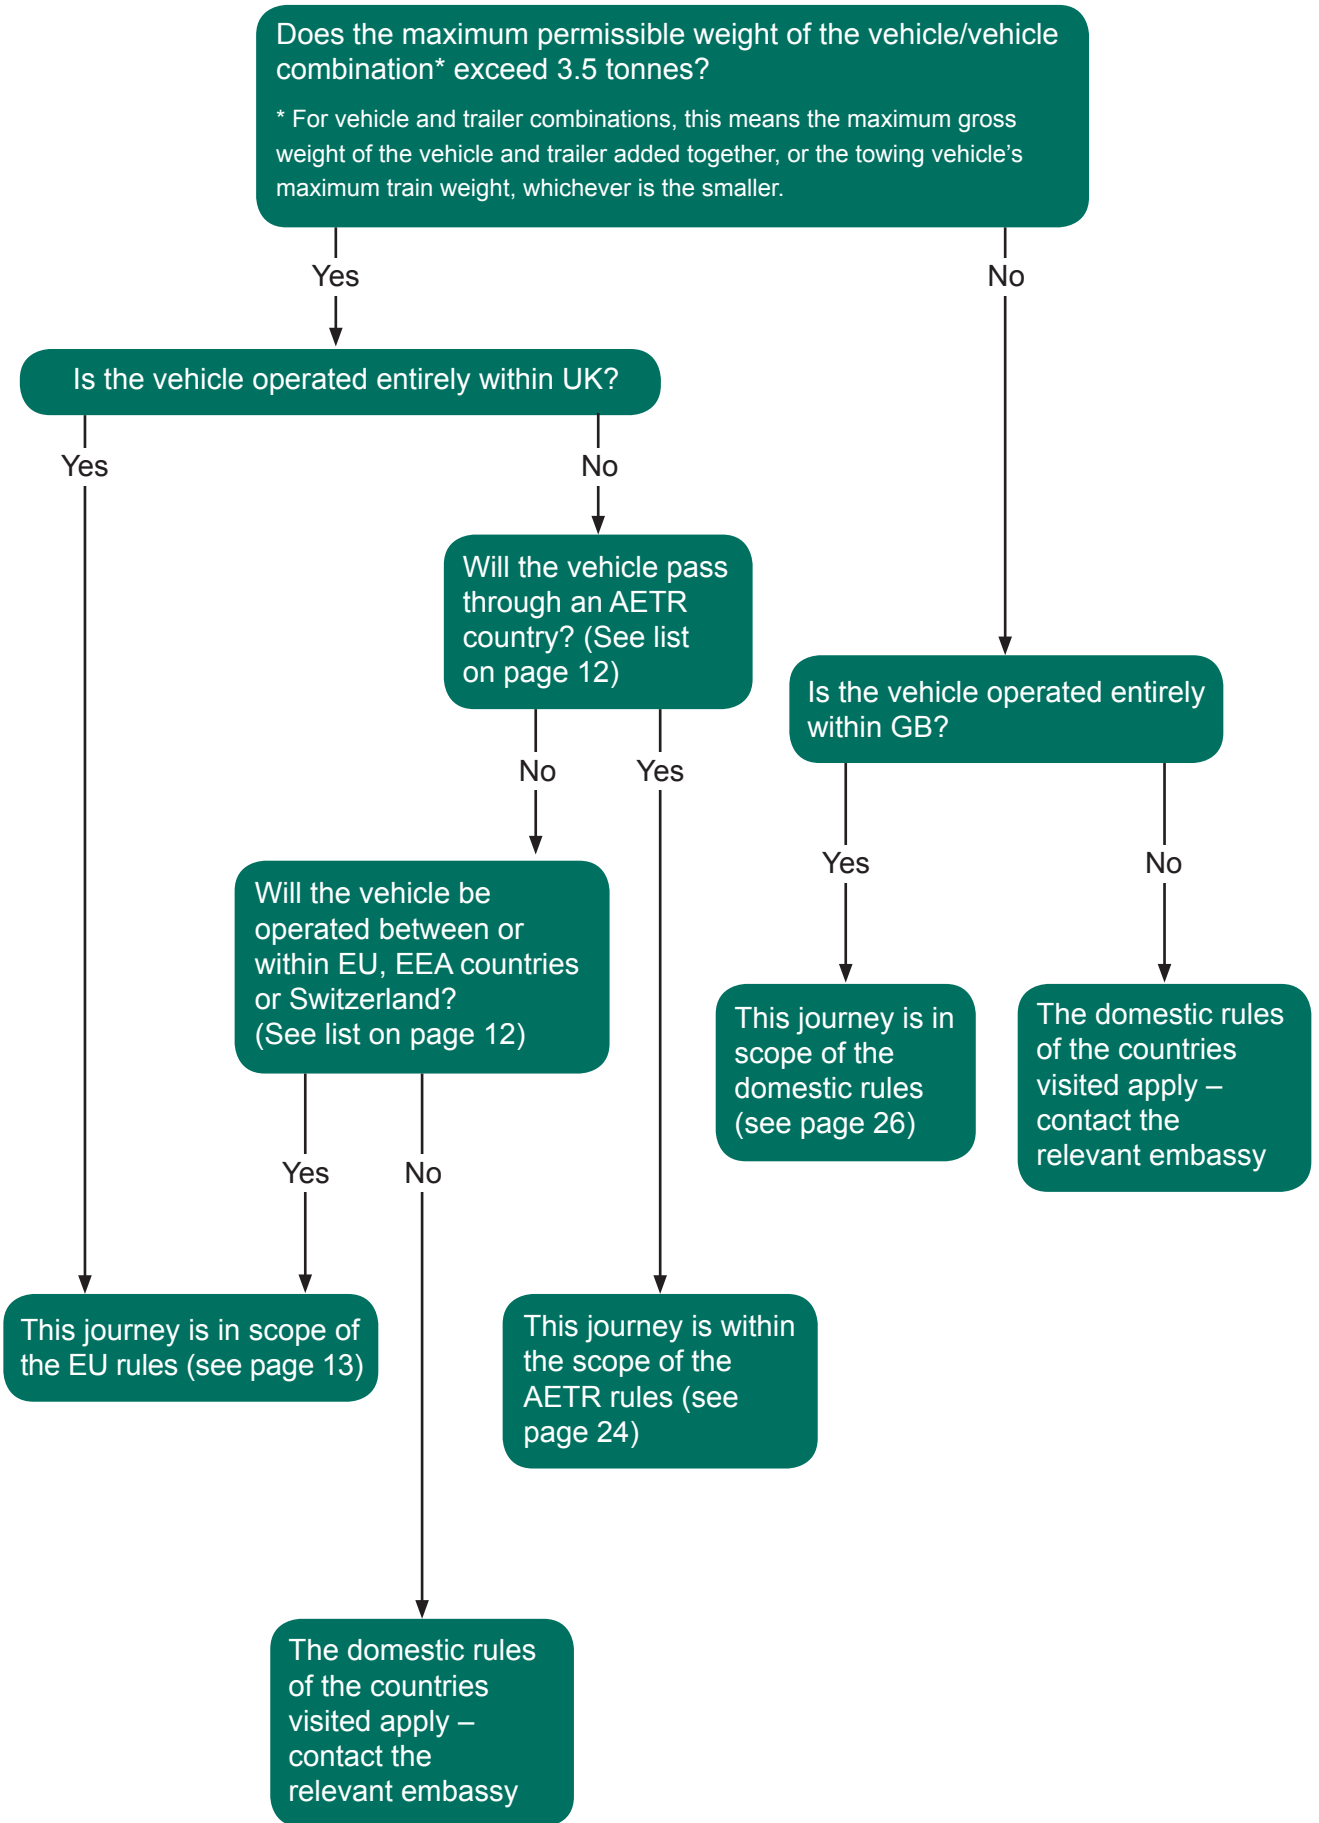 Does the maximum permissible weight of the vehicle/vehicle
combination* exceed 3.5 tonnes?
* For vehicle and trailer combinations, this means the maximum gross
weight of the vehicle and trailer added together, or the towing vehicle's
maximum train weight, whichever is the smaller.
Yes
No
Is the vehicle operated entirely within UK?
Yes
No
Will the vehicle pass
through an AETR
country? (See list
on page 12)
Is the vehicle operated entirely
within GB?
No
Yes
Yes
No
Will the vehicle be
operated between or
within EU, EEA countries
or Switzerland?
(See list on page 12)
This journey is in
scope of the
domestic rules
(see page 26)
The domestic rules
of the countries
visited apply –
contact the
relevant embassy
Yes
No
This journey is in scope of
the EU rules (see page 13)
This journey is within
the scope of the
AETR rules (see
page 24)
The domestic rules
of the countries
visited apply –
contact the
relevant embassy